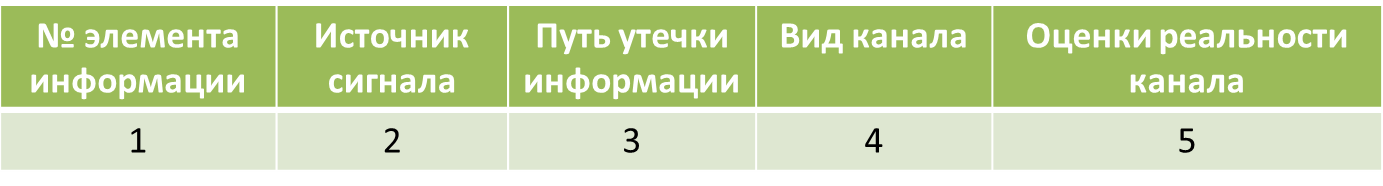 № элемента информации
Источник сигнала
Путь утечки информации
Вид канала
Оценки реальности канала
1 2 3 4 5